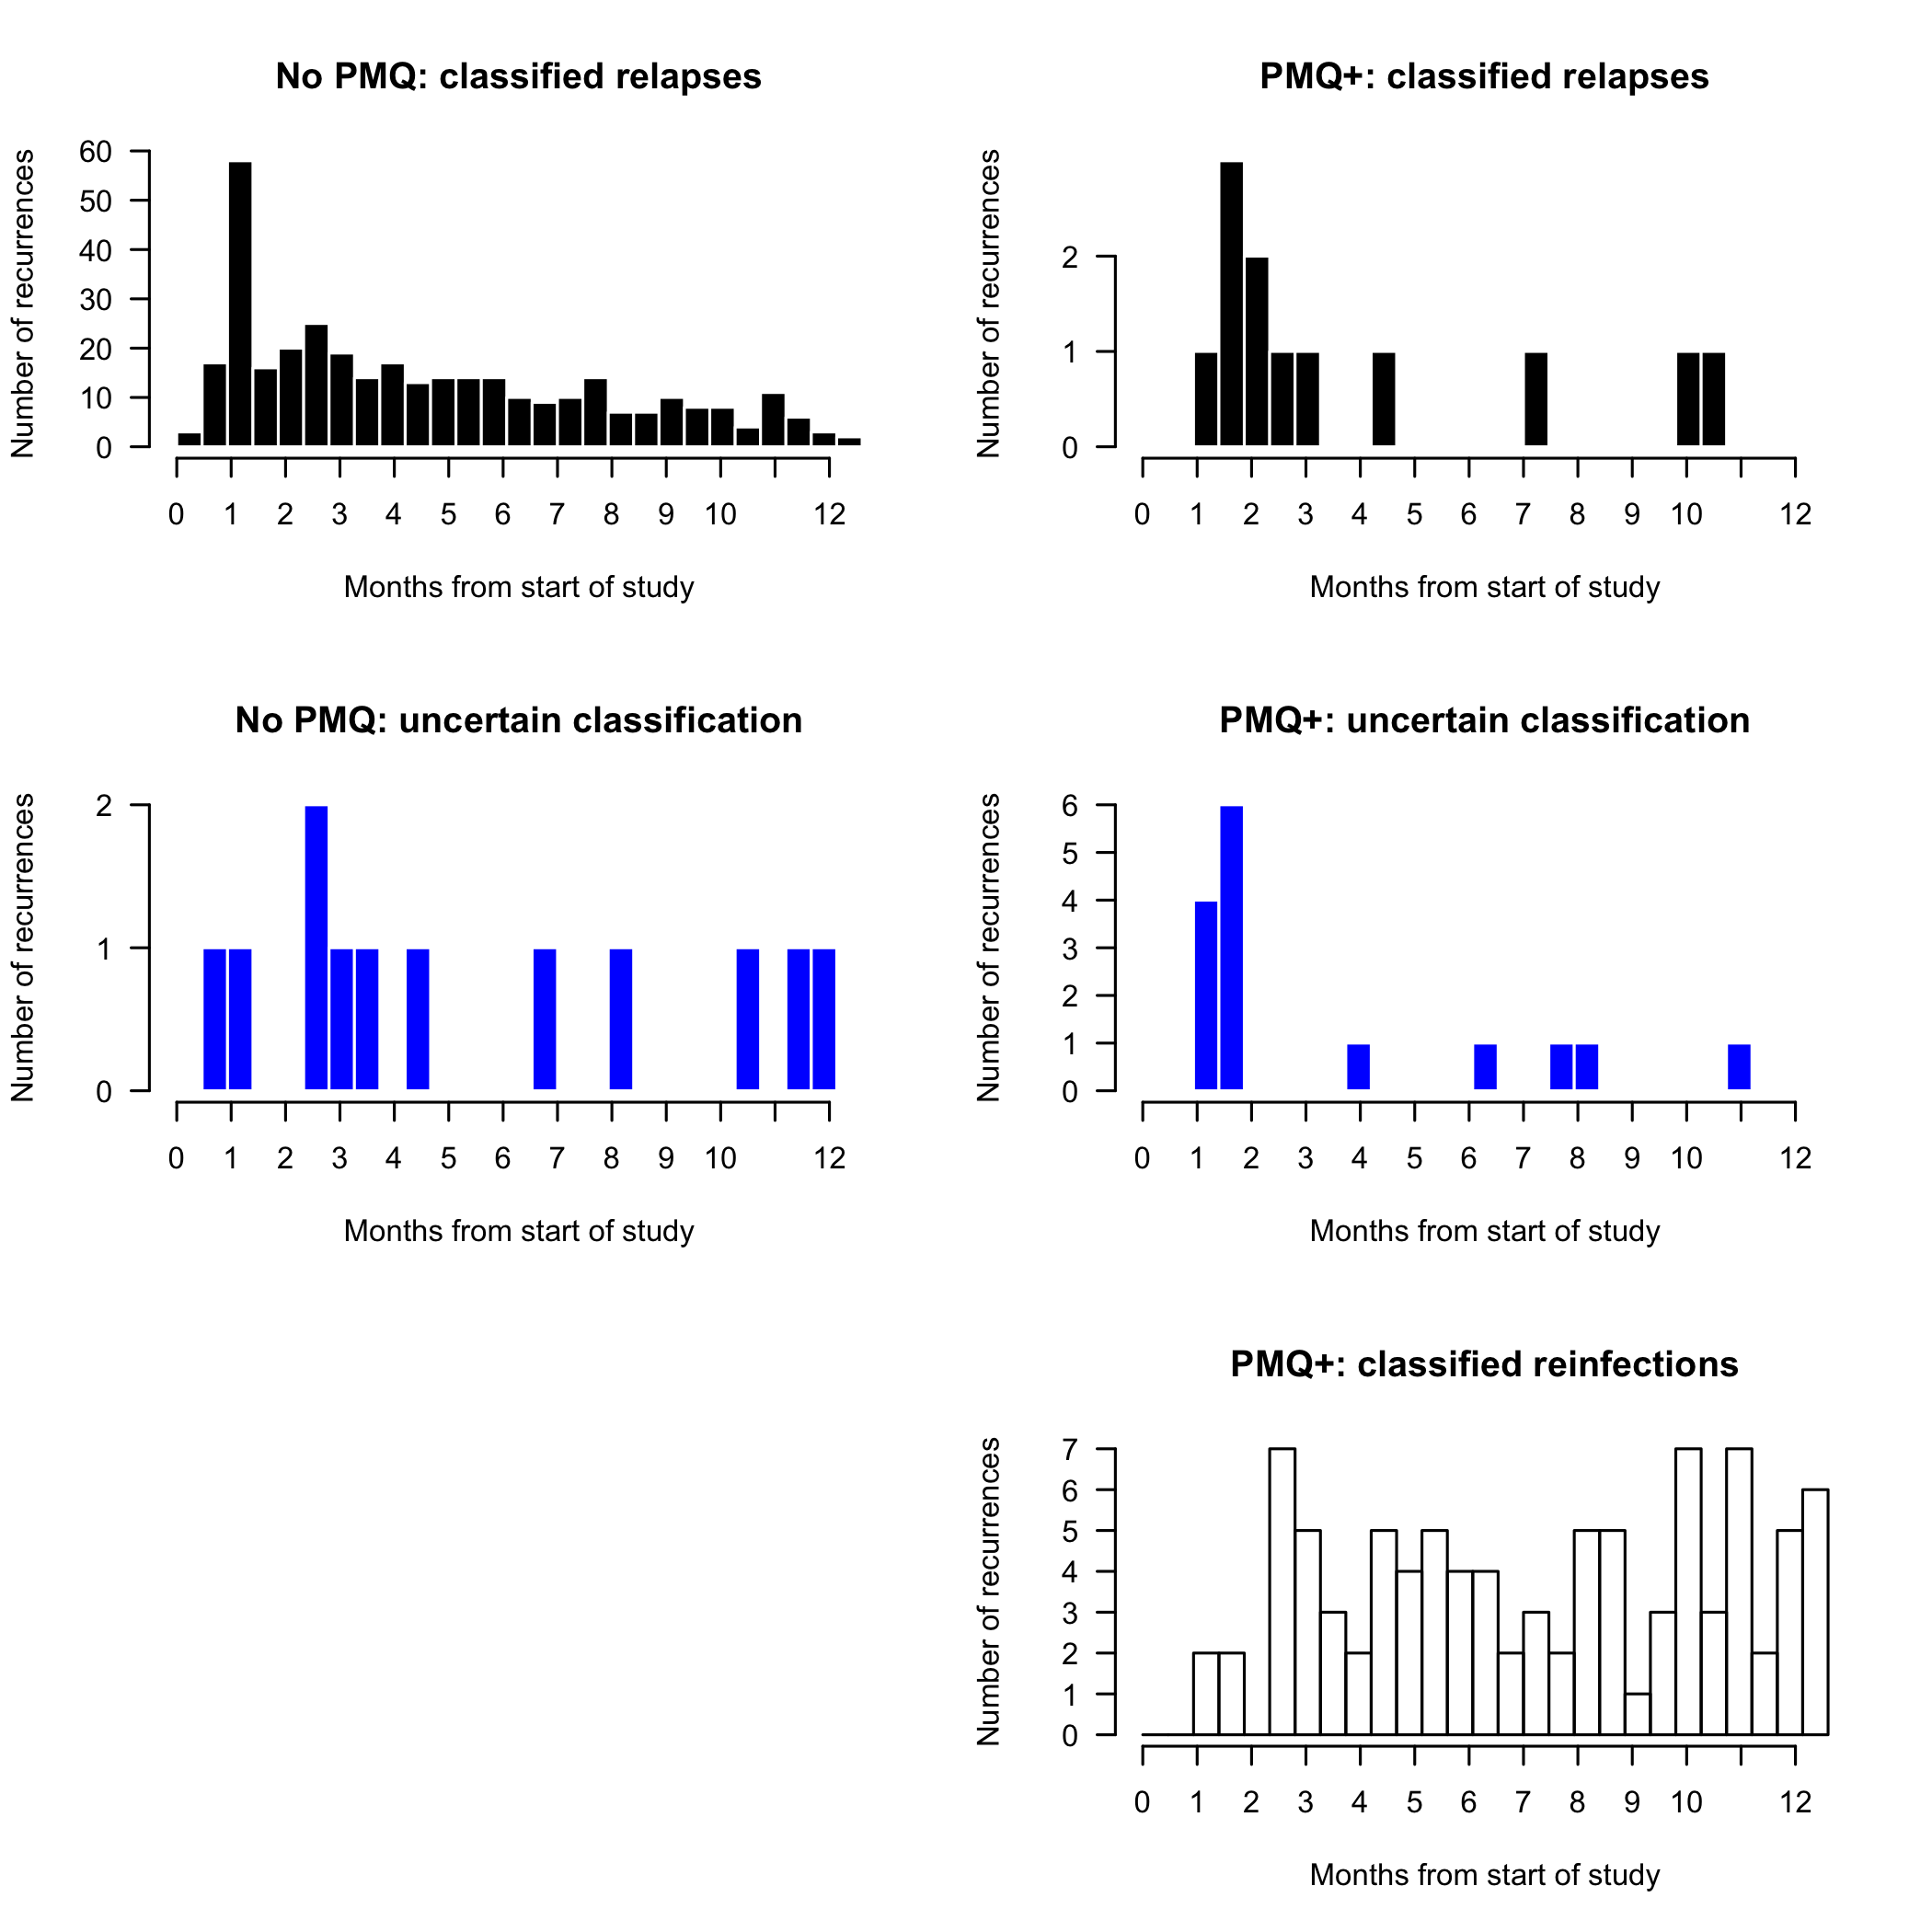 No PMQ: classified relapses
Number of recurrences
60
50
40
30
20
10
0
0 1 2 3 4 5 6 7 8 9 10 12
Months from start of study
PMQ+: classified relapses
Number of recurrences
2
1
0
0 1 2 3 4 5 6 7 8 9 10 12
Months from start of study
No PMQ: uncertain classification
Number of recurrences
2
1
0
0 1 2 3 4 5 6 7 8 9 10 12
Months from start of study
PMQ+: uncertain classification
Number of recurrences
6
5
4
3
2
1
0
0 1 2 3 4 5 6 7 8 9 10 12
Months from start of study
PMQ+: classified reinfections
Number of recurrences
7
6
5
4
3
2
1
0
0 1 2 3 4 5 6 7 8 9 10 12
Months from start of study